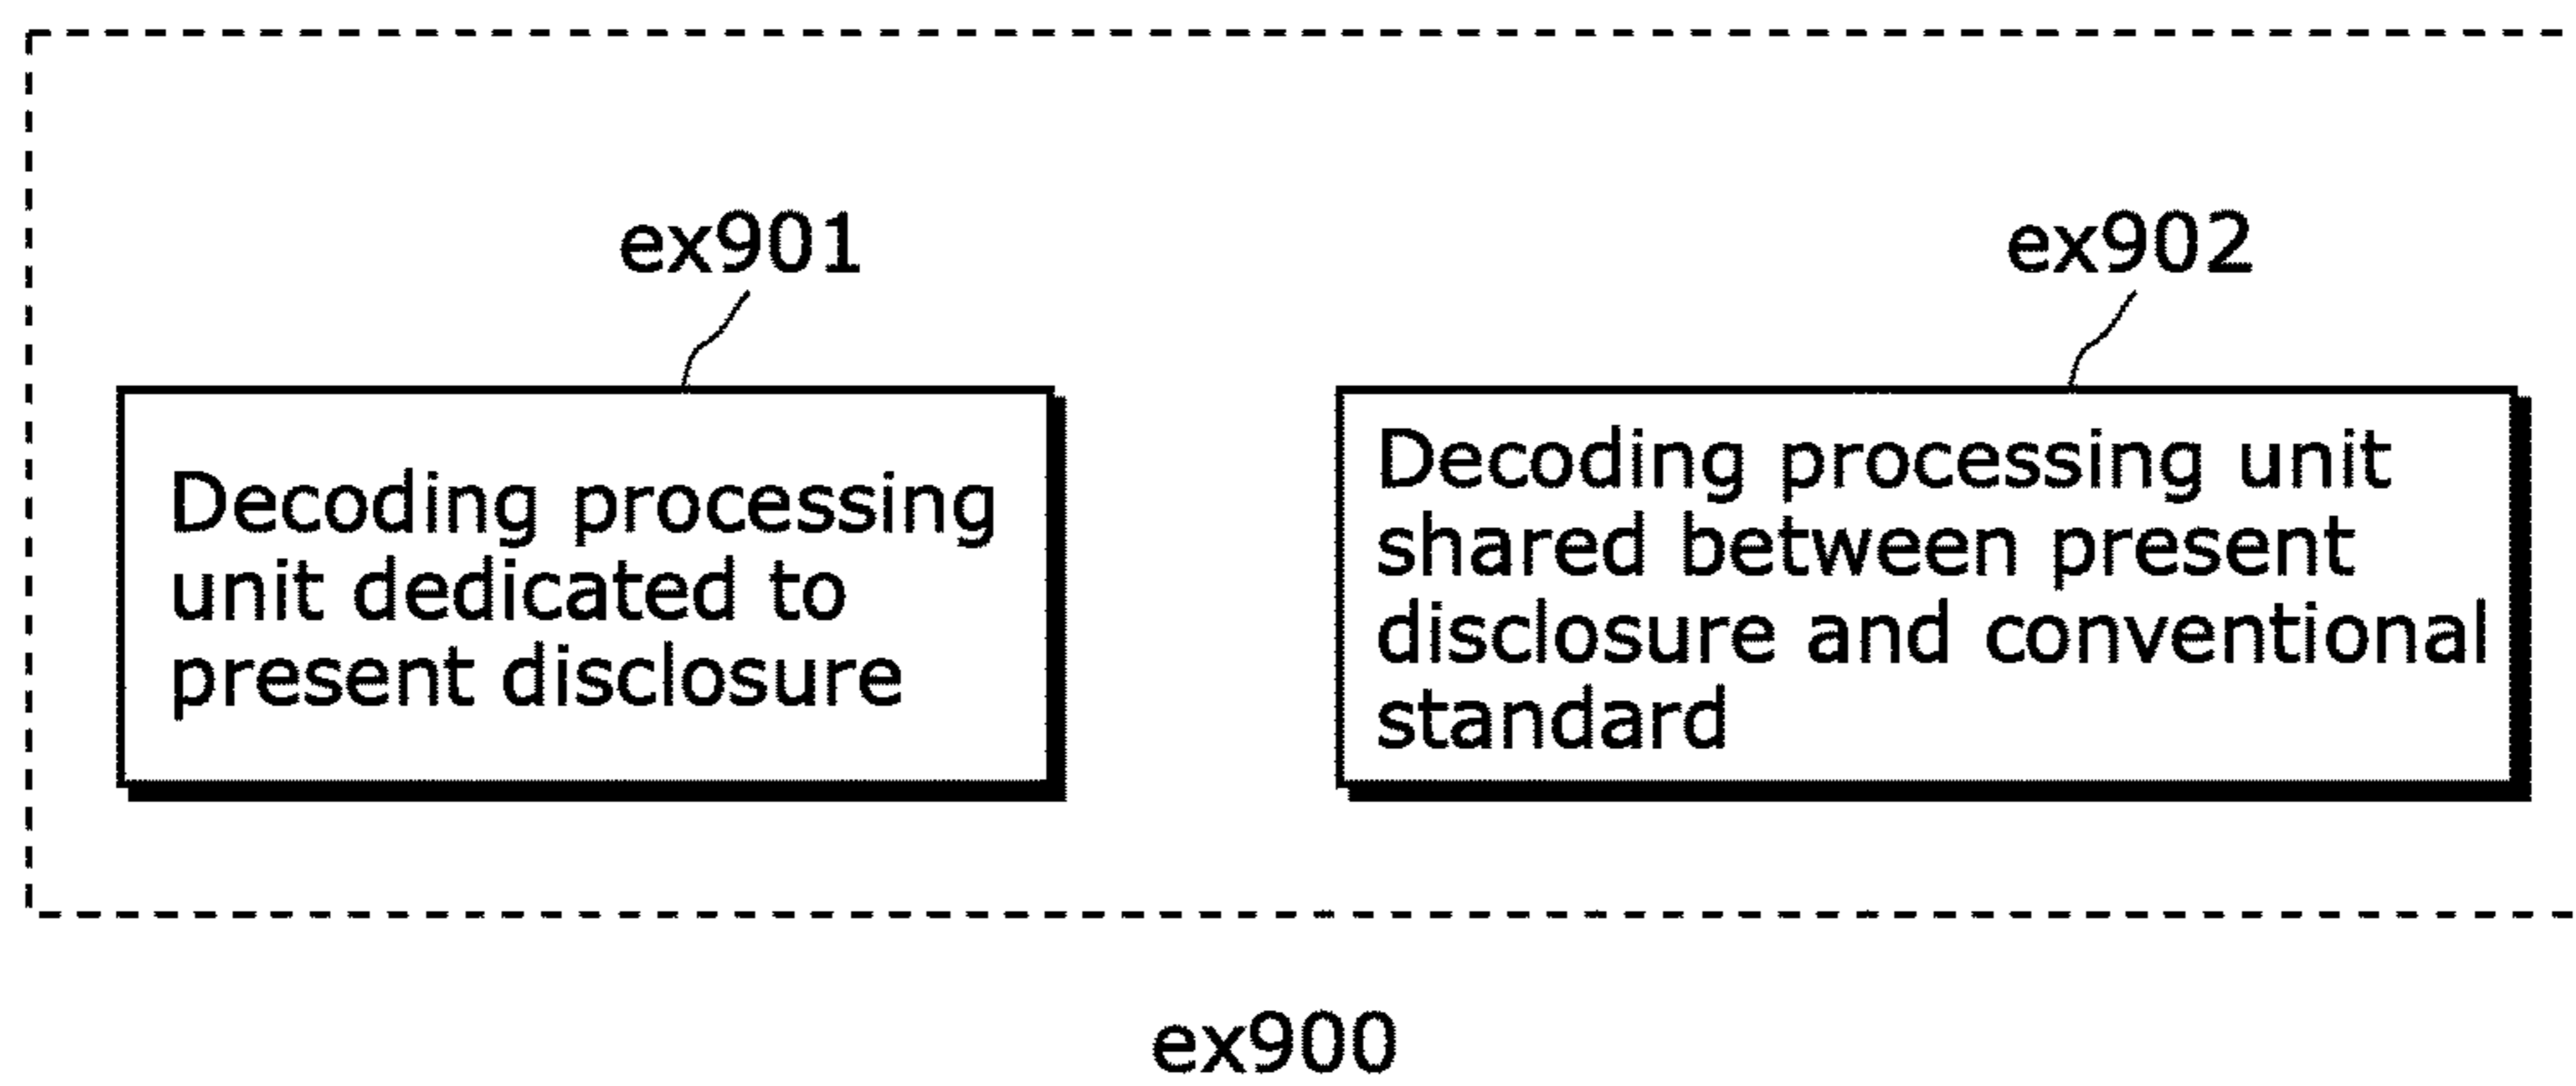 ex901
ex902
Decoding processing
unit dedicated to
present disclosure
Decoding processing unit
shared between present
disclosure and conventional
standard
ex900